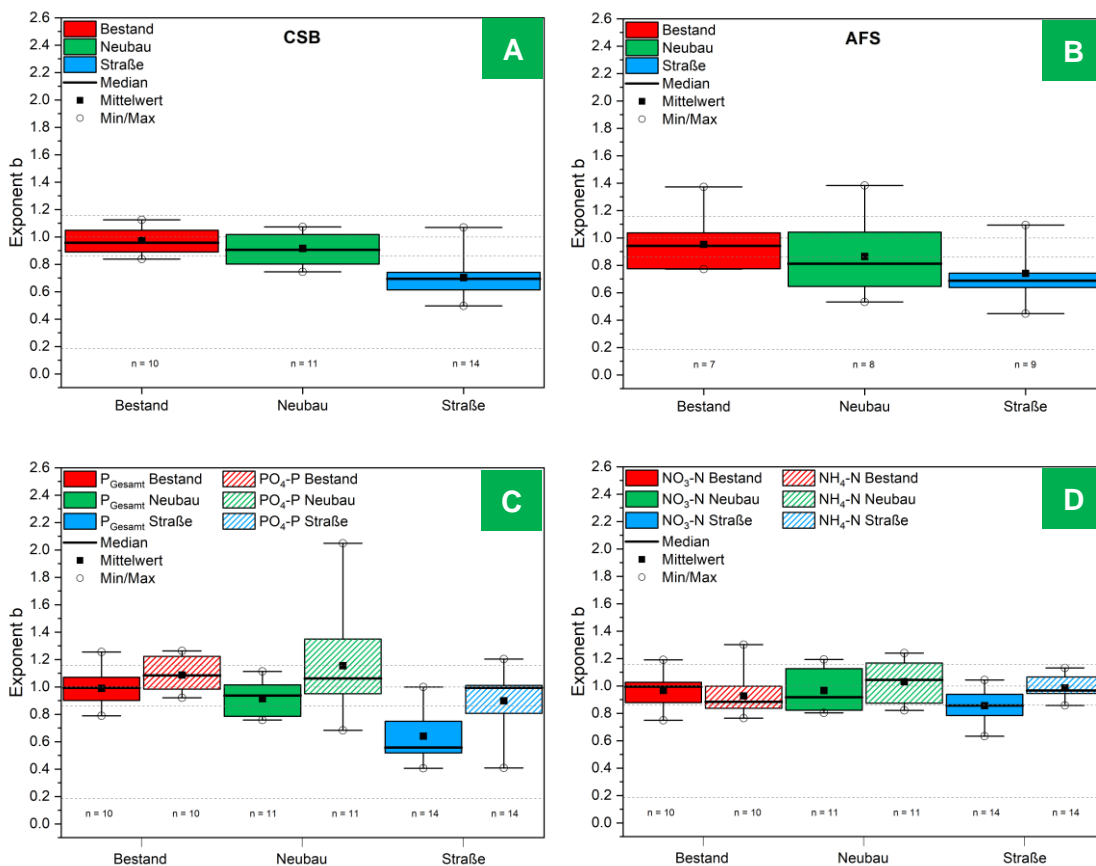 CSB
A
Bestand
Neubau
Straße
Median
Mittelwert
Min/Max
Exponent b
2.6
2.4
2.2
2.0
1.8
1.6
1.4
1.2
1.0
0.8
0.6
0.4
0.2
0.0
n = 10
n = 11
n = 14
Bestand
Neubau
Straße
AFS
B
Bestand
Neubau
Straße
Median
Mittelwert
Min/Max
Exponent b
2.6
2.4
2.2
2.0
1.8
1.6
1.4
1.2
1.0
0.8
0.6
0.4
0.2
0.0
n = 7
n = 8
n = 9
Bestand
Neubau
Straße
C
P_Gesamt Bestand
P_Gesamt Neubau
P_Gesamt Straße
Median
Mittelwert
Min/Max
PO₄-P Bestand
PO₄-P Neubau
PO₄-P Straße
Exponent b
2.6
2.4
2.2
2.0
1.8
1.6
1.4
1.2
1.0
0.8
0.6
0.4
0.2
0.0
n = 10
n = 10
n = 11
n = 11
n = 14
n = 14
Bestand
Neubau
Straße
D
NO₃-N Bestand
NO₃-N Neubau
NO₃-N Straße
Median
Mittelwert
Min/Max
NH₄-N Bestand
NH₄-N Neubau
NH₄-N Straße
Exponent b
2.6
2.4
2.2
2.0
1.8
1.6
1.4
1.2
1.0
0.8
0.6
0.4
0.2
0.0
n = 10
n = 10
n = 11
n = 11
n = 14
n = 14
Bestand
Neubau
Straße